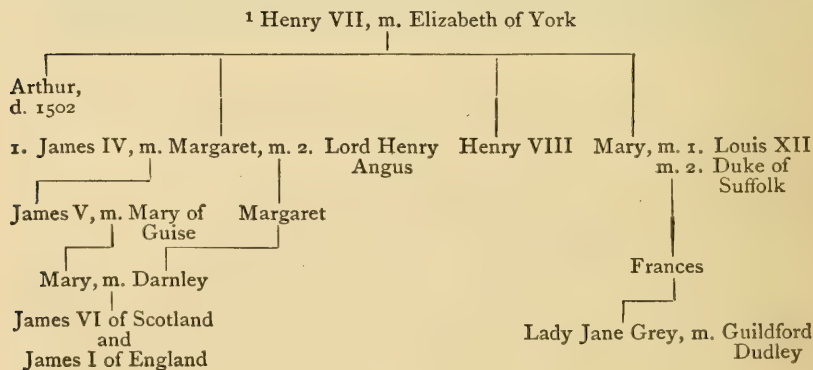 ¹ Henry VII, m. Elizabeth of York
Arthur,
d. 1502
1. James IV, m. Margaret, m. 2. Lord Henry Angus
Henry VIII
Mary, m. 1. Louis XII
m. 2. Duke of Suffolk
James V, m. Mary of Guise
Margaret
Mary, m. Darnley
Frances
James VI of Scotland
and
James I of England
Lady Jane Grey, m. Guildford Dudley